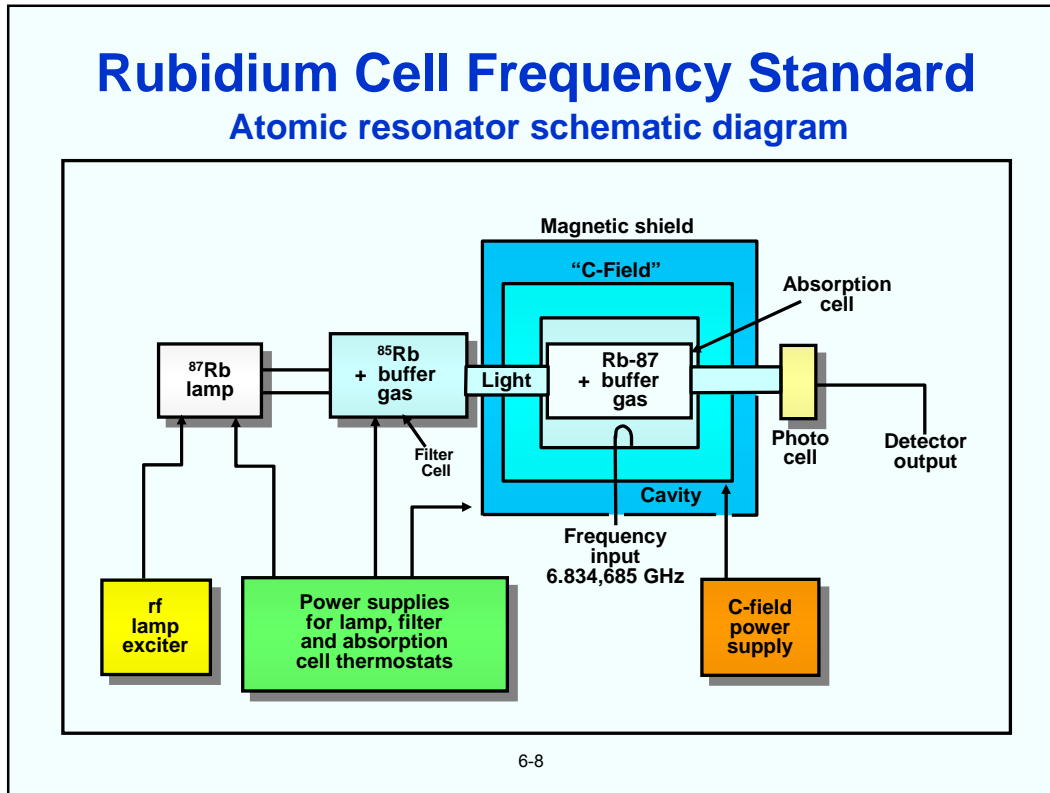 Rubidium Cell Frequency Standard
Atomic resonator schematic diagram
Magnetic shield
“C-Field”
Absorption
cell
87Rb
lamp
85Rb
+ buffer
gas
Light
Rb-87
+ buffer
gas
Filter
Cell
Photo
cell
Detector
output
Cavity
Frequency
input
6.834,685 GHz
rf
lamp
exciter
Power supplies
for lamp, filter
and absorption
cell thermostats
C-field
power
supply
6-8